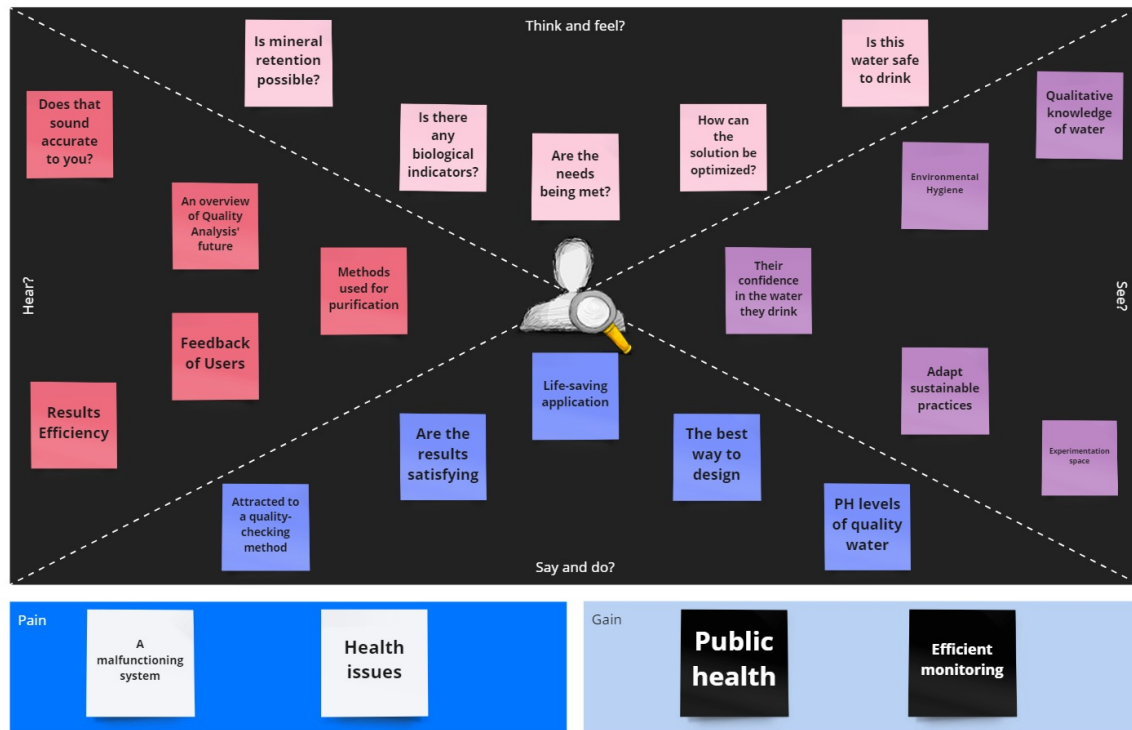 Think and feel?
Is mineral
retention
possible?
Is there
any
biological
indicators?
Are the
needs
being met?
How can
the
solution be
optimized?
Is this
water safe
to drink
Hear?
Does that
sound
accurate
to you?
An overview
of Quality
Analysis'
future
Methods
used for
purification
Feedback
of Users
Results
Efficiency
See?
Qualitative
knowledge
of water
Environmental
Hygiene
Their
confidence
in the water
they drink
Adapt
sustainable
practices
Experimentation
space
Life-saving
application
Are the
results
satisfying
The best
way to
design
Attracted to
a quality-
checking
method
PH levels
of quality
water
Say and do?
Pain
A
malfunctioning
system
Health
issues
Gain
Public
health
Efficient
monitoring